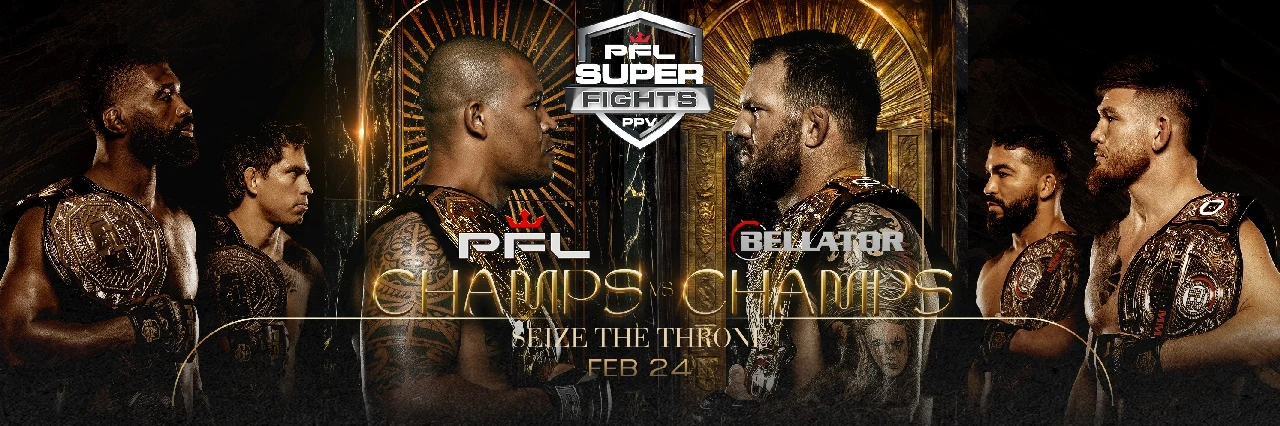 PFL
SUPER
FIGHTS
PPV
PFL BELLATOR
CHAMPS VS CHAMPS
SEIZE THE THRONE
FEB 24